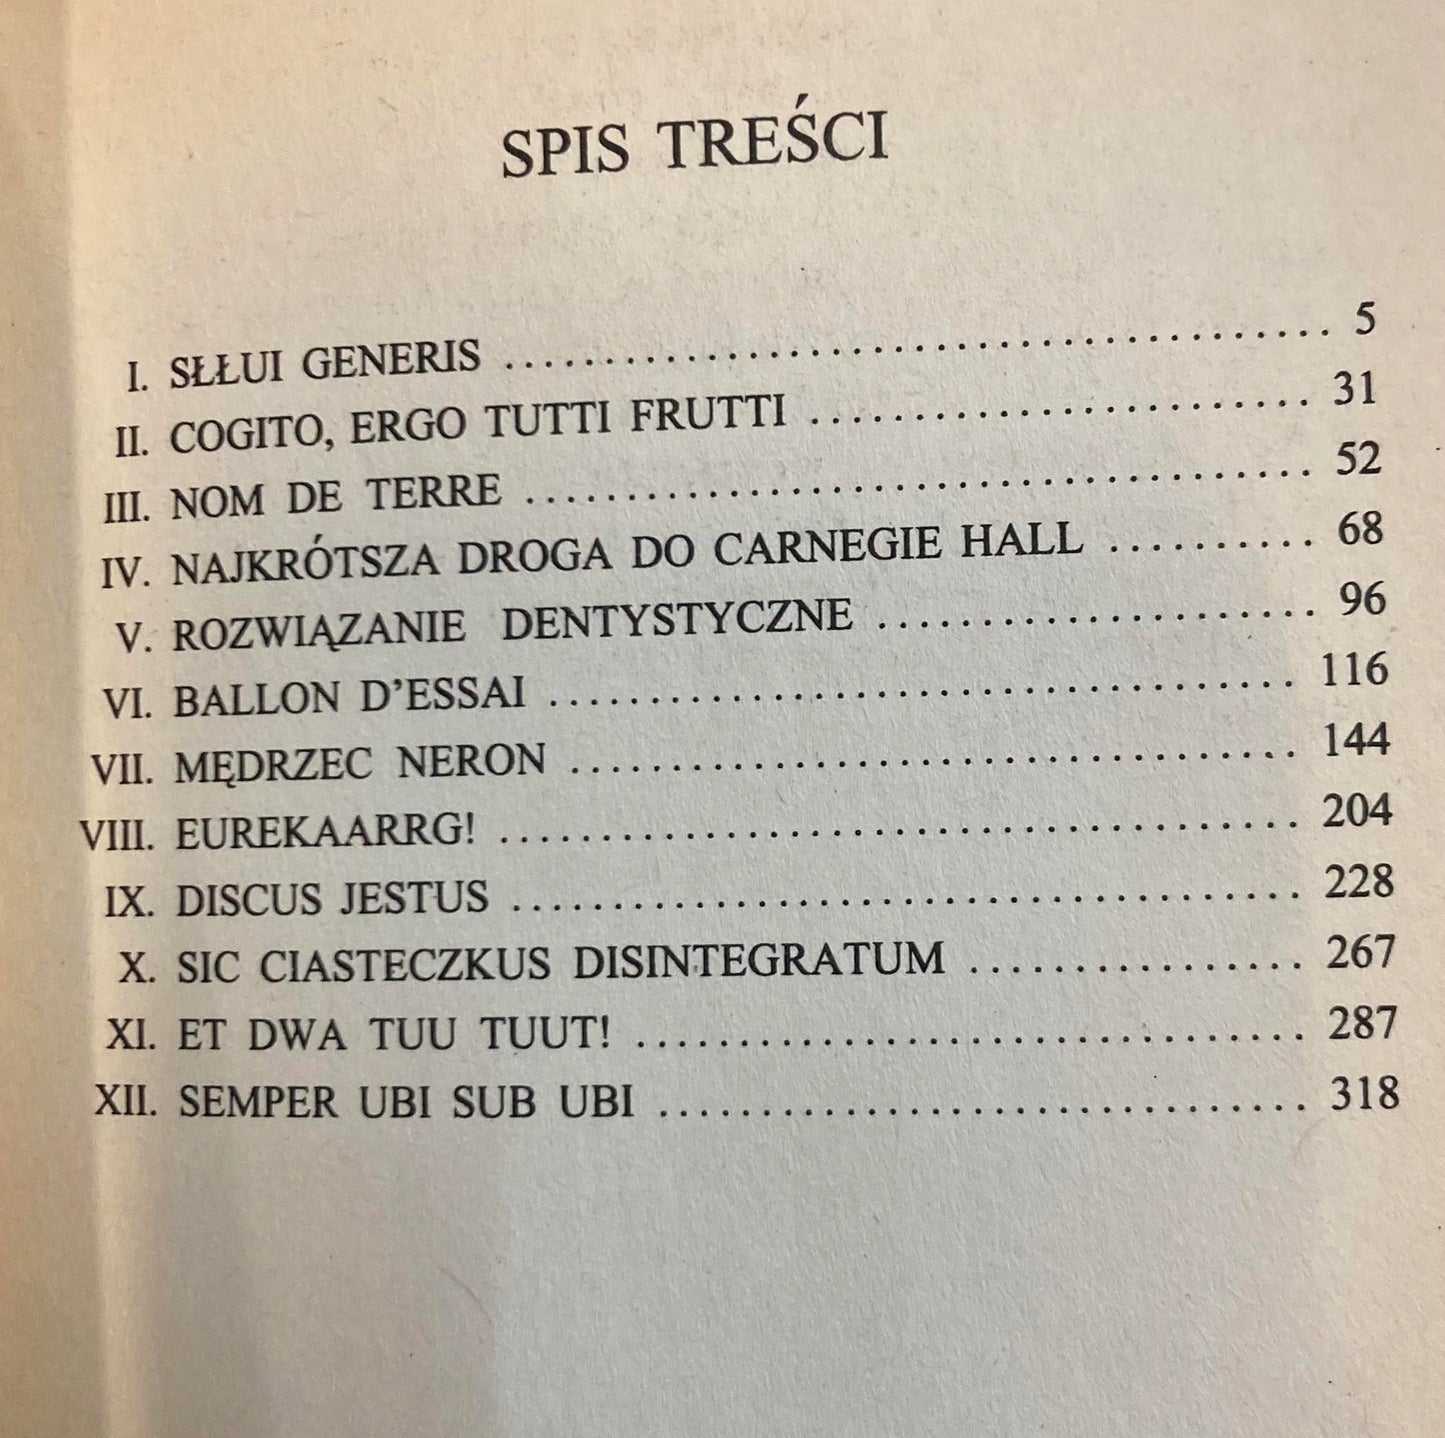 SPIS TREŚCI
I. SŁŁUI GENERIS .......................................... 5
II. COGITO, ERGO TUTTI FRUTTI ......................... 31
III. NOM DE TERRE ....................................... 52
IV. NAJKRÓTSZA DROGA DO CARNEGIE HALL .......... 68
V. ROZWIĄZANIE DENTYSTYCZNE ...................... 96
VI. BALLON D’ESSAI ..................................... 116
VII. MĘDRZEC NERON .................................... 144
VIII. EUREKAARRG! ....................................... 204
IX. DISCUS JESTUS ....................................... 228
X. SIC CIASTECZKUS DISINTEGRATUM ................ 267
XI. ET DWA TUU TUUT! ................................. 287
XII. SEMPER UBI SUB UBI ................................ 318